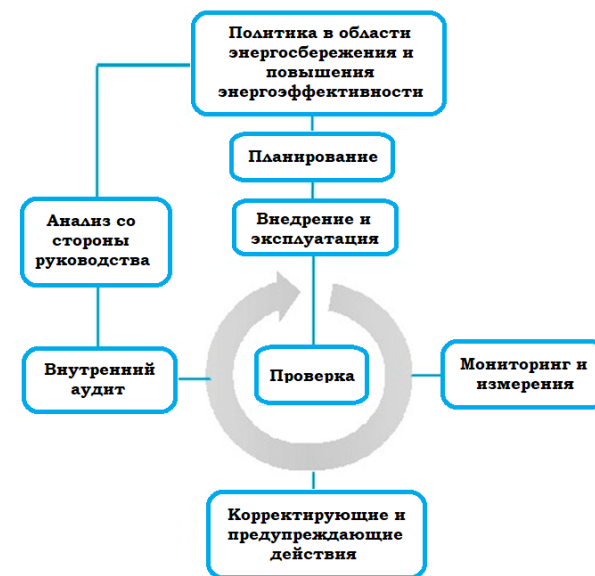 Политика в области
энергосбережения и
повышения
энергоэффективности
Планирование
Внедрение и
эксплуатация
Анализ со
стороны
руководства
Внутренний
аудит
Проверка
Мониторинг и
измерения
Корректирующие и
предупреждающие
действия